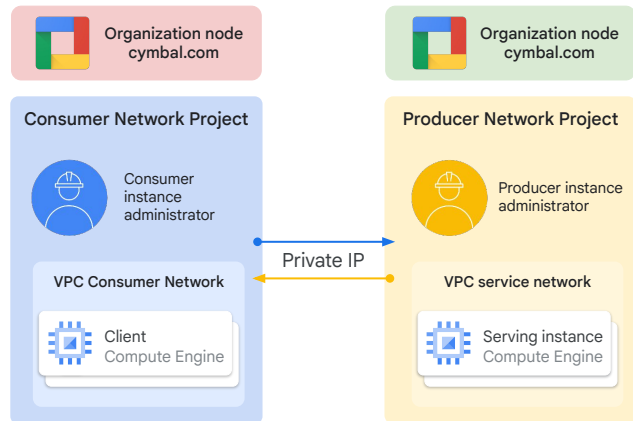 Organization node
cymbal.com
Organization node
cymbal.com
Consumer Network Project
Consumer
instance
administrator
VPC Consumer Network
Client
Compute Engine
Private IP
Producer Network Project
Producer instance
administrator
VPC service network
Serving instance
Compute Engine